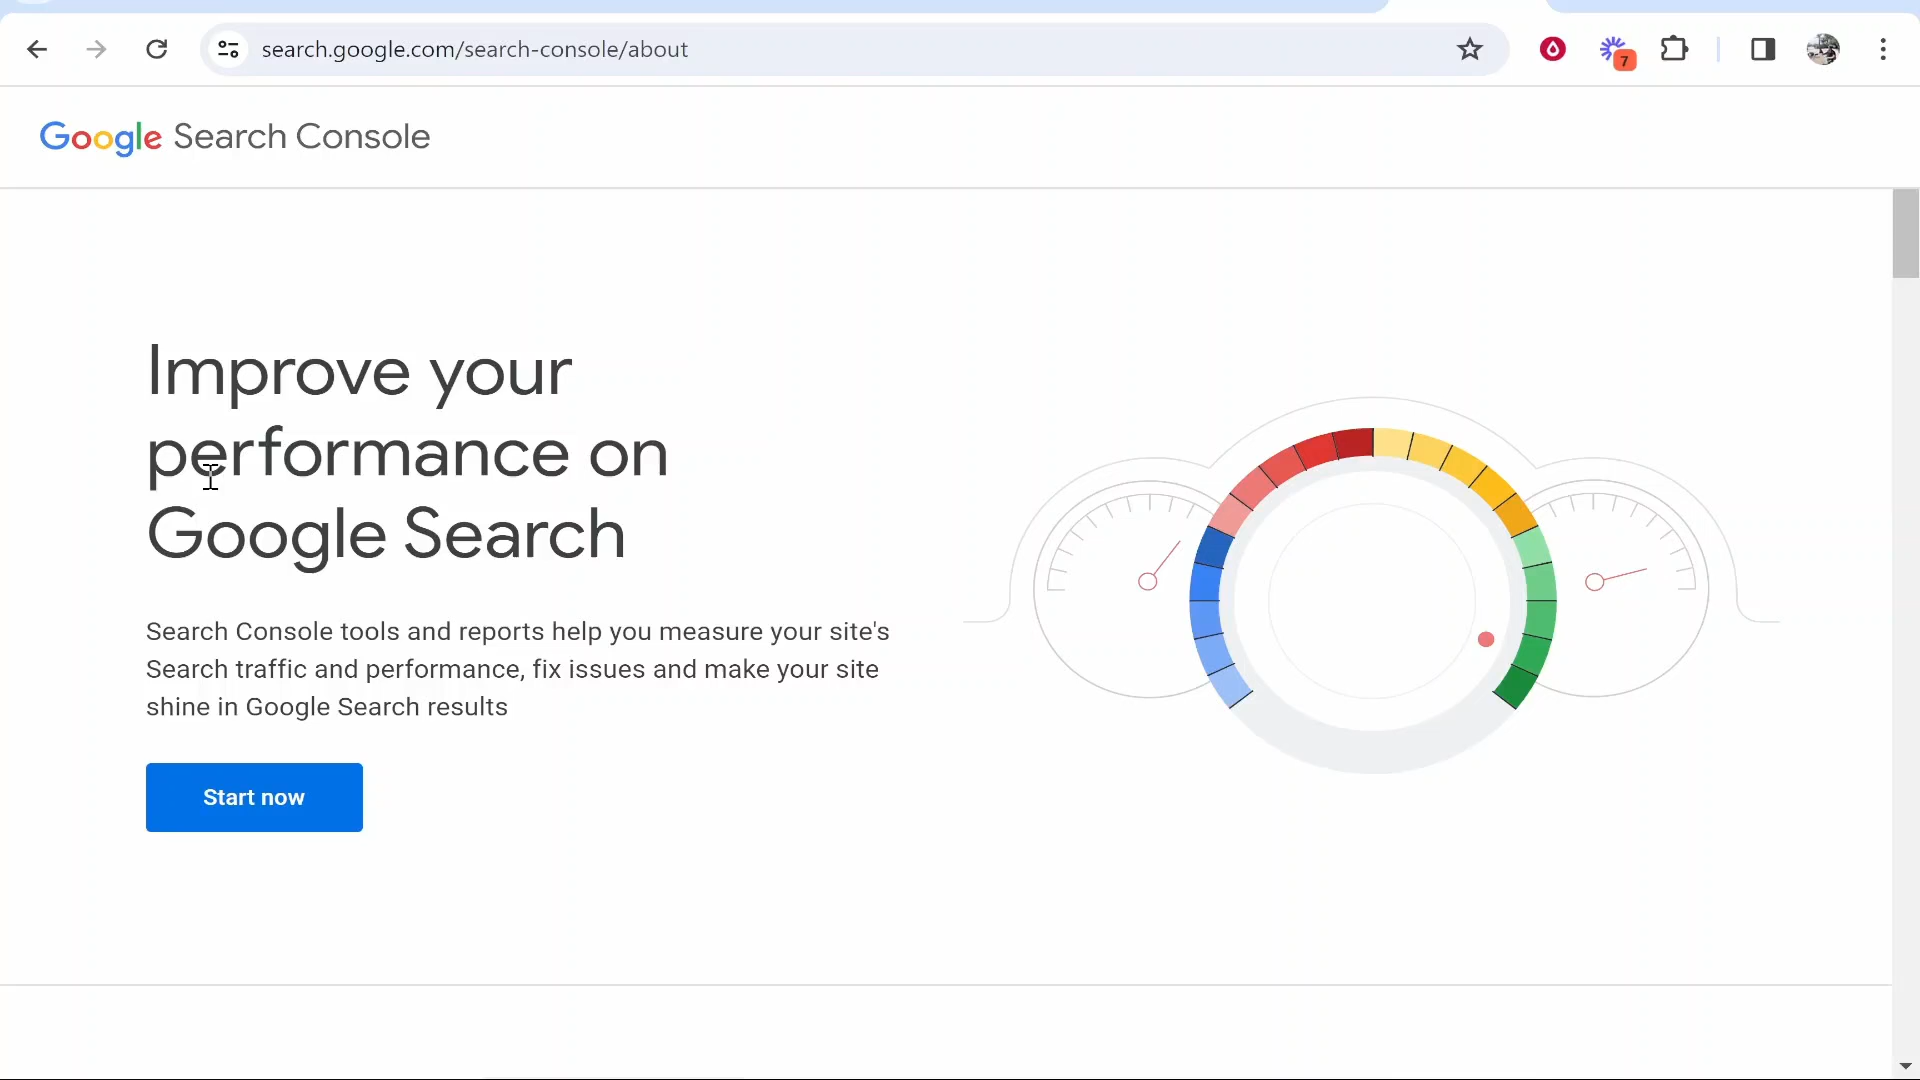 search.google.com/search-console/about
7
Google Search Console
Improve your
performance on
Google Search
Search Console tools and reports help you measure your site's
Search traffic and performance, fix issues and make your site
shine in Google Search results
Start now